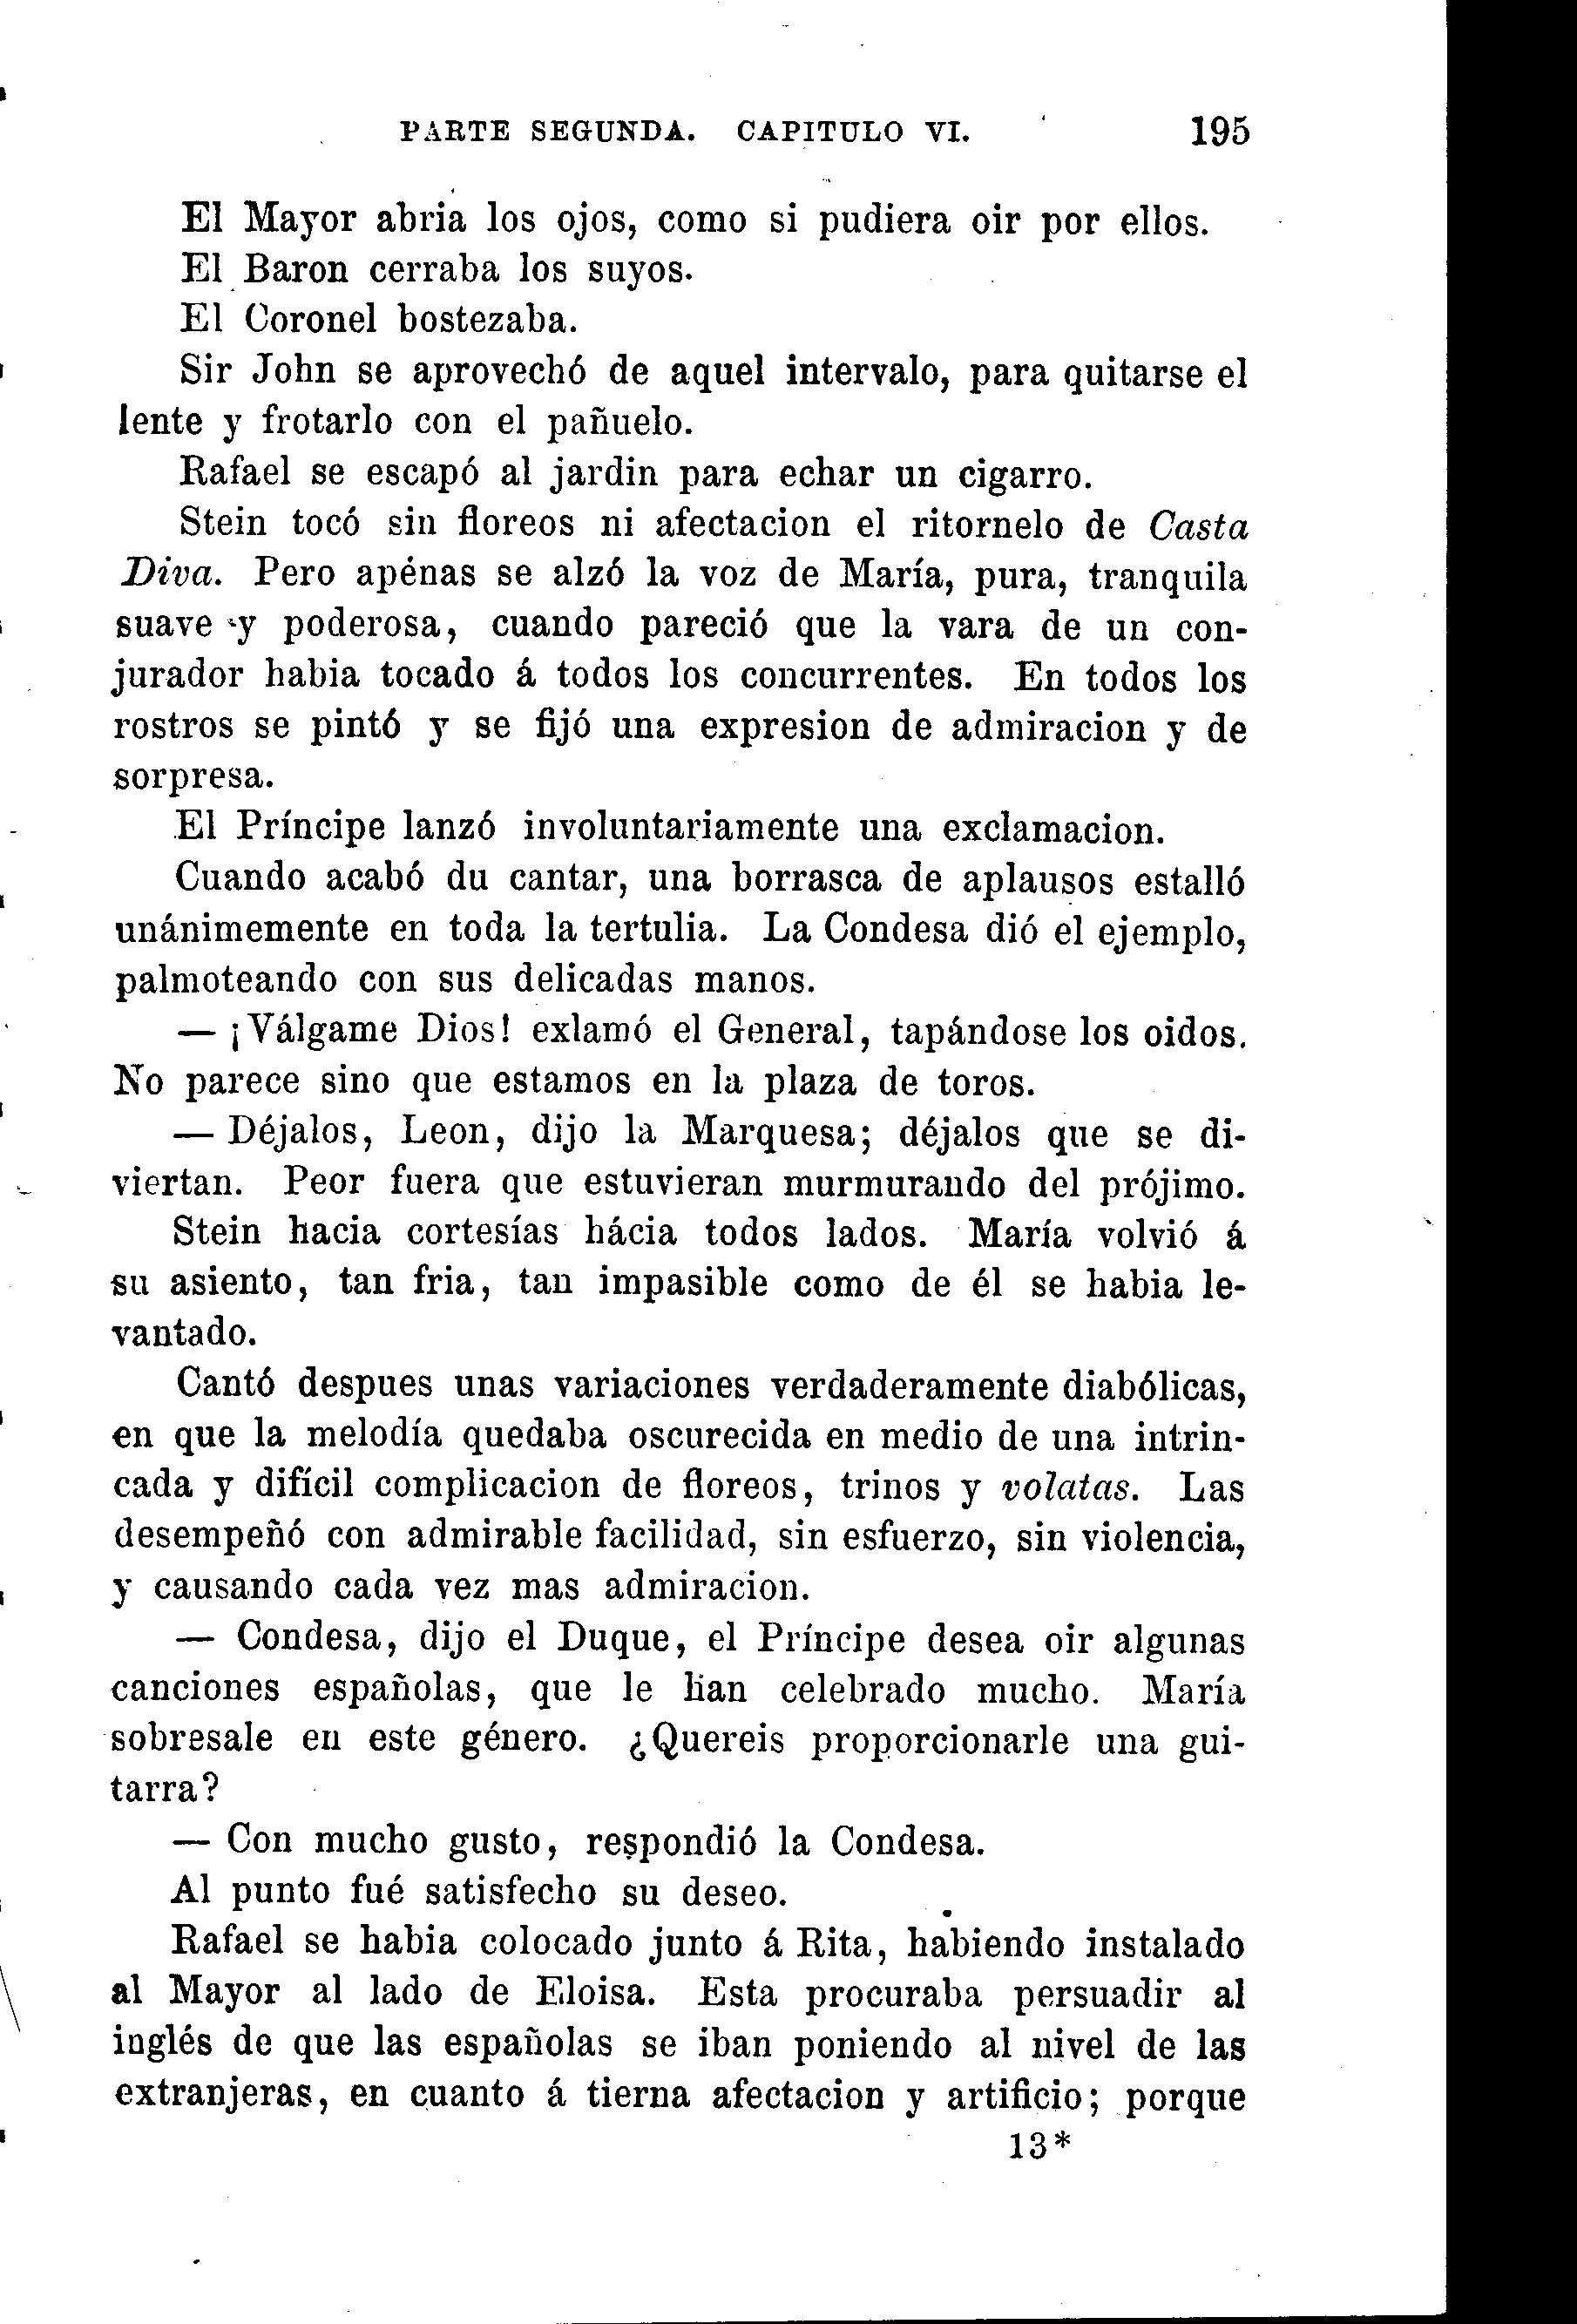 PARTE SEGUNDA. CAPITULO VI. 195
El Mayor abria los ojos, como si pudiera oir por ellos.
El Baron cerraba los suyos.
El Coronel bostezaba.
Sir John se aprovechó de aquel intervalo, para quitarse el
lente y frotarlo con el pañuelo.
Rafael se escapó al jardin para echar un cigarro.
Stein tocó sin floreos ni afectacion el ritornelo de Casta
Diva. Pero apénas se alzó la voz de María, pura, tranquila
suave y poderosa, cuando pareció que la vara de un con-
jurador habia tocado á todos los concurrentes. En todos los
rostros se pintó y se fijó una expresion de admiracion y de
sorpresa.
El Príncipe lanzó involuntariamente una exclamacion.
Cuando acabó du cantar, una borrasca de aplausos estalló
unánimemente en toda la tertulia. La Condesa dió el ejemplo,
palmoteando con sus delicadas manos.
— ¡Válgame Dios! exlamó el General, tapándose los oidos.
No parece sino que estamos en la plaza de toros.
— Déjalos, Leon, dijo la Marquesa; déjalos que se di-
viertan. Peor fuera que estuvieran murmurando del prójimo.
Stein hacia cortesías hácia todos lados. María volvió á
su asiento, tan fria, tan impasible como de él se habia le-
vantado.
Cantó despues unas variaciones verdaderamente diabólicas,
en que la melodía quedaba oscurecida en medio de una intrin-
cada y difícil complicacion de floreos, trinos y volatas. Las
desempeñó con admirable facilidad, sin esfuerzo, sin violencia,
y causando cada vez mas admiracion.
— Condesa, dijo el Duque, el Príncipe desea oir algunas
canciones españolas, que le han celebrado mucho. María
sobresale en este género. ¿Quereis proporcionarle una gui-
tarra?
— Con mucho gusto, respondió la Condesa.
Al punto fué satisfecho su deseo.
Rafael se habia colocado junto á Rita, habiendo instalado
al Mayor al lado de Eloisa. Esta procuraba persuadir al
inglés de que las españolas se iban poniendo al nivel de las
extranjeras, en cuanto á tierna afectacion y artificio; porque
13*